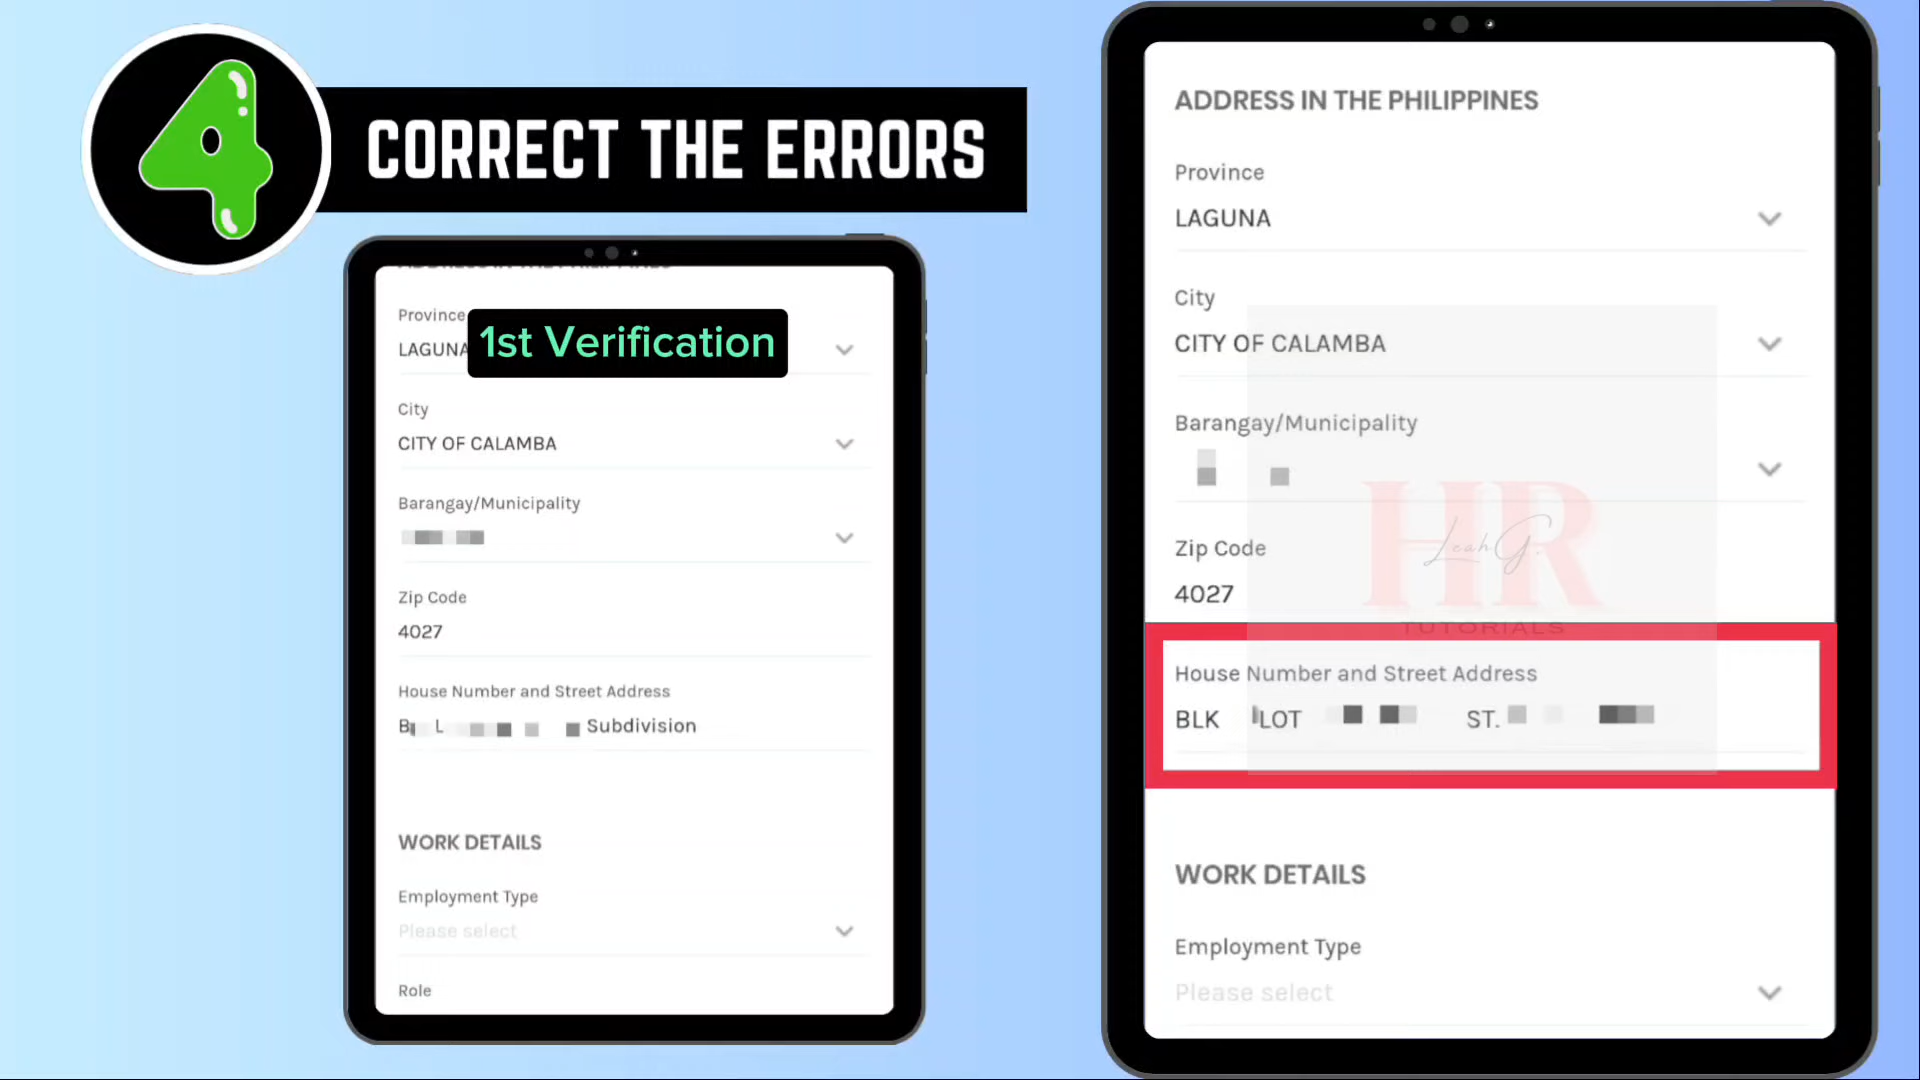 4
CORRECT THE ERRORS
1st Verification
Province
LAGUNA
City
CITY OF CALAMBA
Barangay/Municipality
Zip Code
4027
House Number and Street Address
Subdivision
WORK DETAILS
Employment Type
Please select
Role
ADDRESS IN THE PHILIPPINES
Province
LAGUNA
City
CITY OF CALAMBA
Barangay/Municipality
Zip Code
4027
HR
Leah G.
TUTORIALS
House Number and Street Address
BLK LOT ST.
WORK DETAILS
Employment Type
Please select